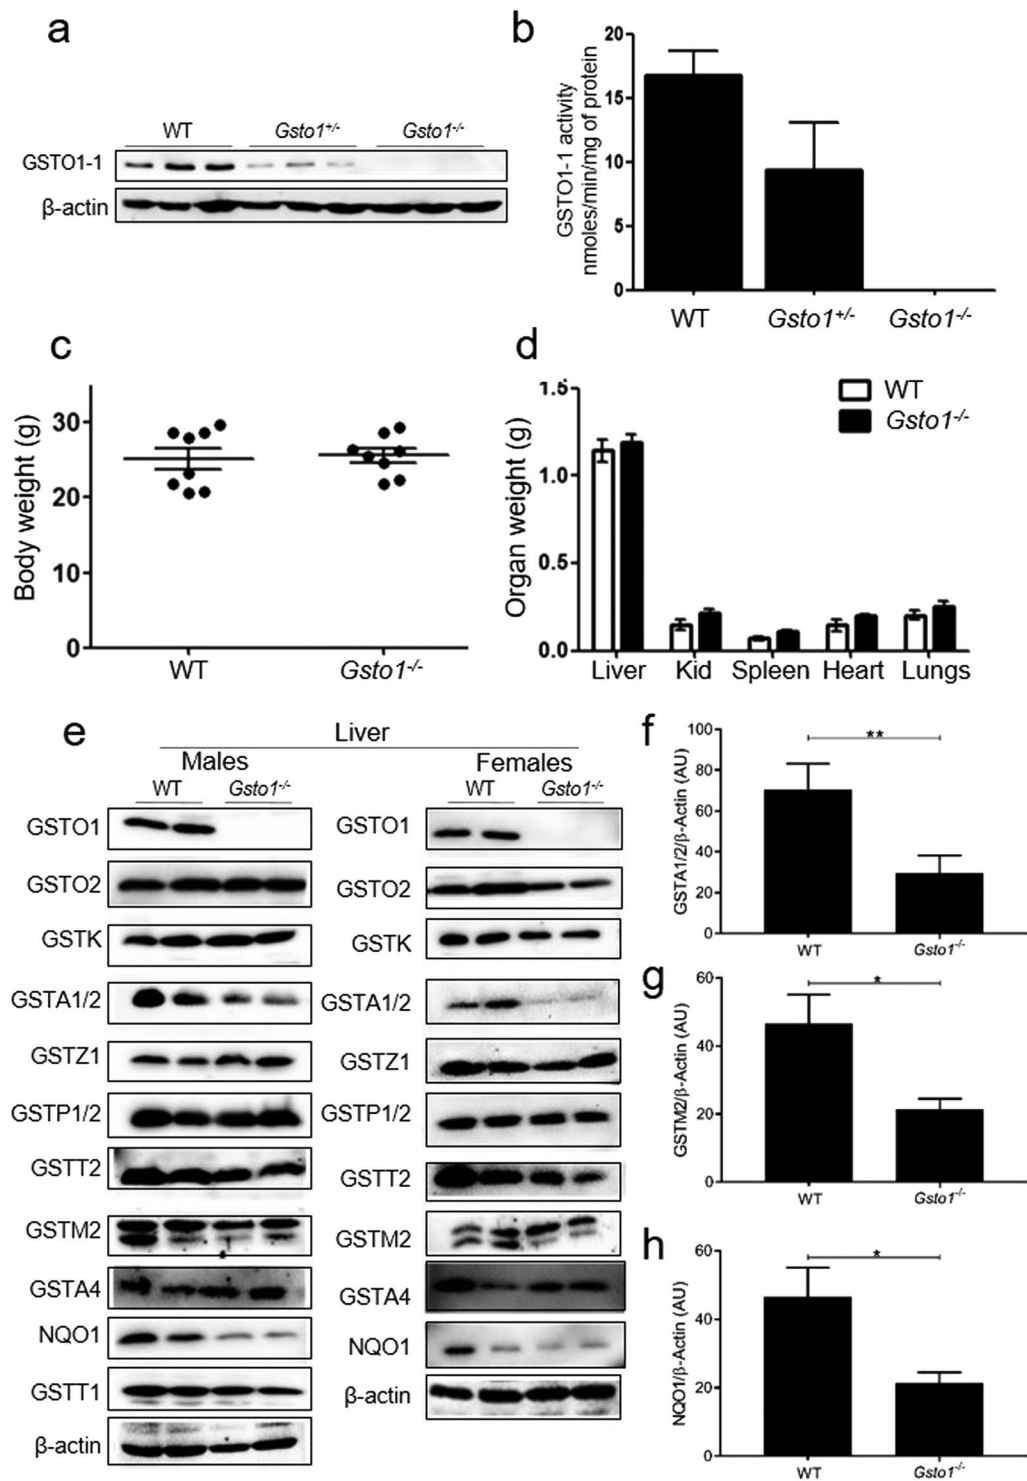 a
WT Gsto1+/- Gsto1-/-
GSTO1-1
β-actin
b
GSTO1-1 activity
nmoles/min/mg of protein
20
15
10
5
0
WT Gsto1+/- Gsto1-/-
c
Body weight (g)
30
20
10
0
WT Gsto1-/-
d
Organ weight (g)
1.5
1.0
0.5
0.0
WT
Gsto1-/-
Liver Kid Spleen Heart Lungs
e
Liver
Males
WT Gsto1-/-
GSTO1
GSTO2
GSTK
GSTA1/2
GSTZ1
GSTP1/2
GSTT2
GSTM2
GSTA4
NQO1
GSTT1
β-actin
Females
WT Gsto1-/-
GSTO1
GSTO2
GSTK
GSTA1/2
GSTZ1
GSTP1/2
GSTT2
GSTM2
GSTA4
NQO1
β-actin
f
GSTA1/2/β-Actin (AU)
100
80
60
40
20
0
**
WT Gsto1-/-
g
GSTM2/β-Actin (AU)
60
40
20
0
*
WT Gsto1-/-
h
NQO1/β-Actin (AU)
60
40
20
0
*
WT Gsto1-/-